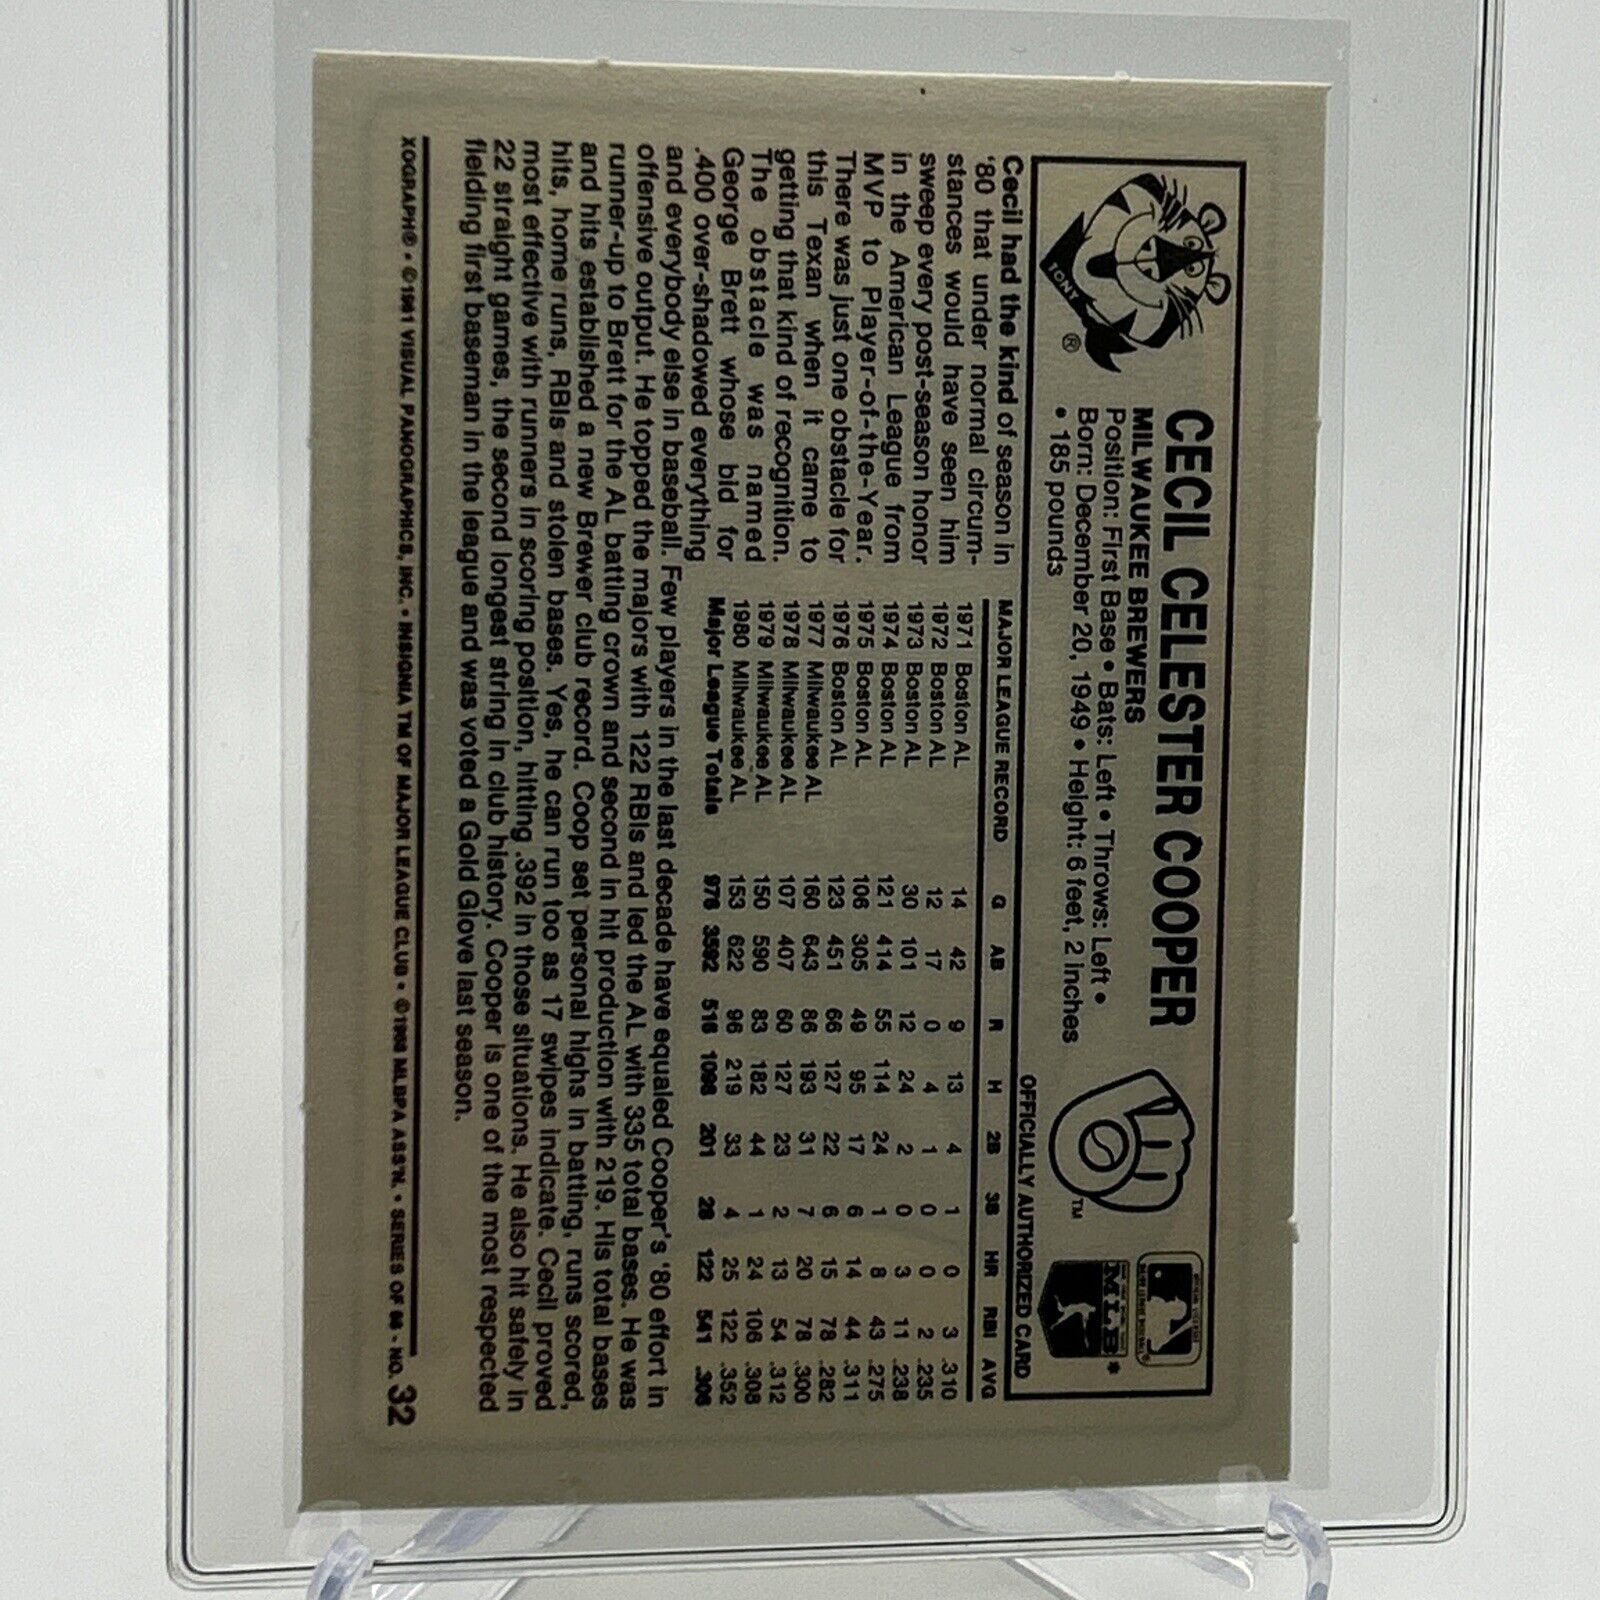 TONY
®
CECIL CELESTER COOPER
MILWAUKEE BREWERS
Position: First Base • Bats: Left • Throws: Left •
Born: December 20, 1949 • Height: 6 feet, 2 inches
• 185 pounds
TM
MLB
OFFICIALLY AUTHORIZED CARD
Cecil had the kind of season in
'80 that under normal circum-
stances would have seen him
sweep every post-season honor
in the American League from
MVP to Player-of-the-Year.
There was just one obstacle for
this Texan when it came to
getting that kind of recognition.
The obstacle was named
George Brett whose bid for
.400 over-shadowed everything
MAJOR LEAGUE RECORD G AB R H 2B 3B HR RBI AVG
1971 Boston AL 14 42 9 13 4 1 0 3 .310
1972 Boston AL 12 17 0 4 1 0 0 2 .235
1973 Boston AL 30 101 12 24 2 0 3 11 .238
1974 Boston AL 121 414 55 114 24 1 8 43 .275
1975 Boston AL 106 305 49 95 17 6 14 44 .311
1976 Boston AL 123 451 66 127 22 6 15 78 .282
1977 Milwaukee AL 160 643 86 193 31 7 20 78 .300
1978 Milwaukee AL 107 407 60 127 23 2 13 54 .312
1979 Milwaukee AL 150 590 83 182 44 1 24 106 .308
1980 Milwaukee AL 153 622 96 219 33 4 25 122 .352
Major League Totals 976 3592 516 1098 201 28 122 541 .306
and everybody else in baseball. Few players in the last decade have equaled Cooper's '80 effort in
offensive output. He topped the majors with 122 RBIs and led the AL with 335 total bases. He was
runner-up to Brett for the AL batting crown and second in hit production with 219. His total bases
and hits established a new Brewer club record. Coop set personal highs in batting, runs scored,
hits, home runs, RBIs and stolen bases. Yes, he can run too as 17 swipes indicate. Cecil proved
most effective with runners in scoring position, hitting .392 in those situations. He also hit safely in
22 straight games, the second longest string in club history. Cooper is one of the most respected
fielding first baseman in the league and was voted a Gold Glove last season.
XOGRAPH® • ©1981 VISUAL PANOGRAPHICS, INC. • INSIGNIA TM OF MAJOR LEAGUE CLUB • ©1968 MLBPA ASS'N. • SERIES OF 66 - NO. 32